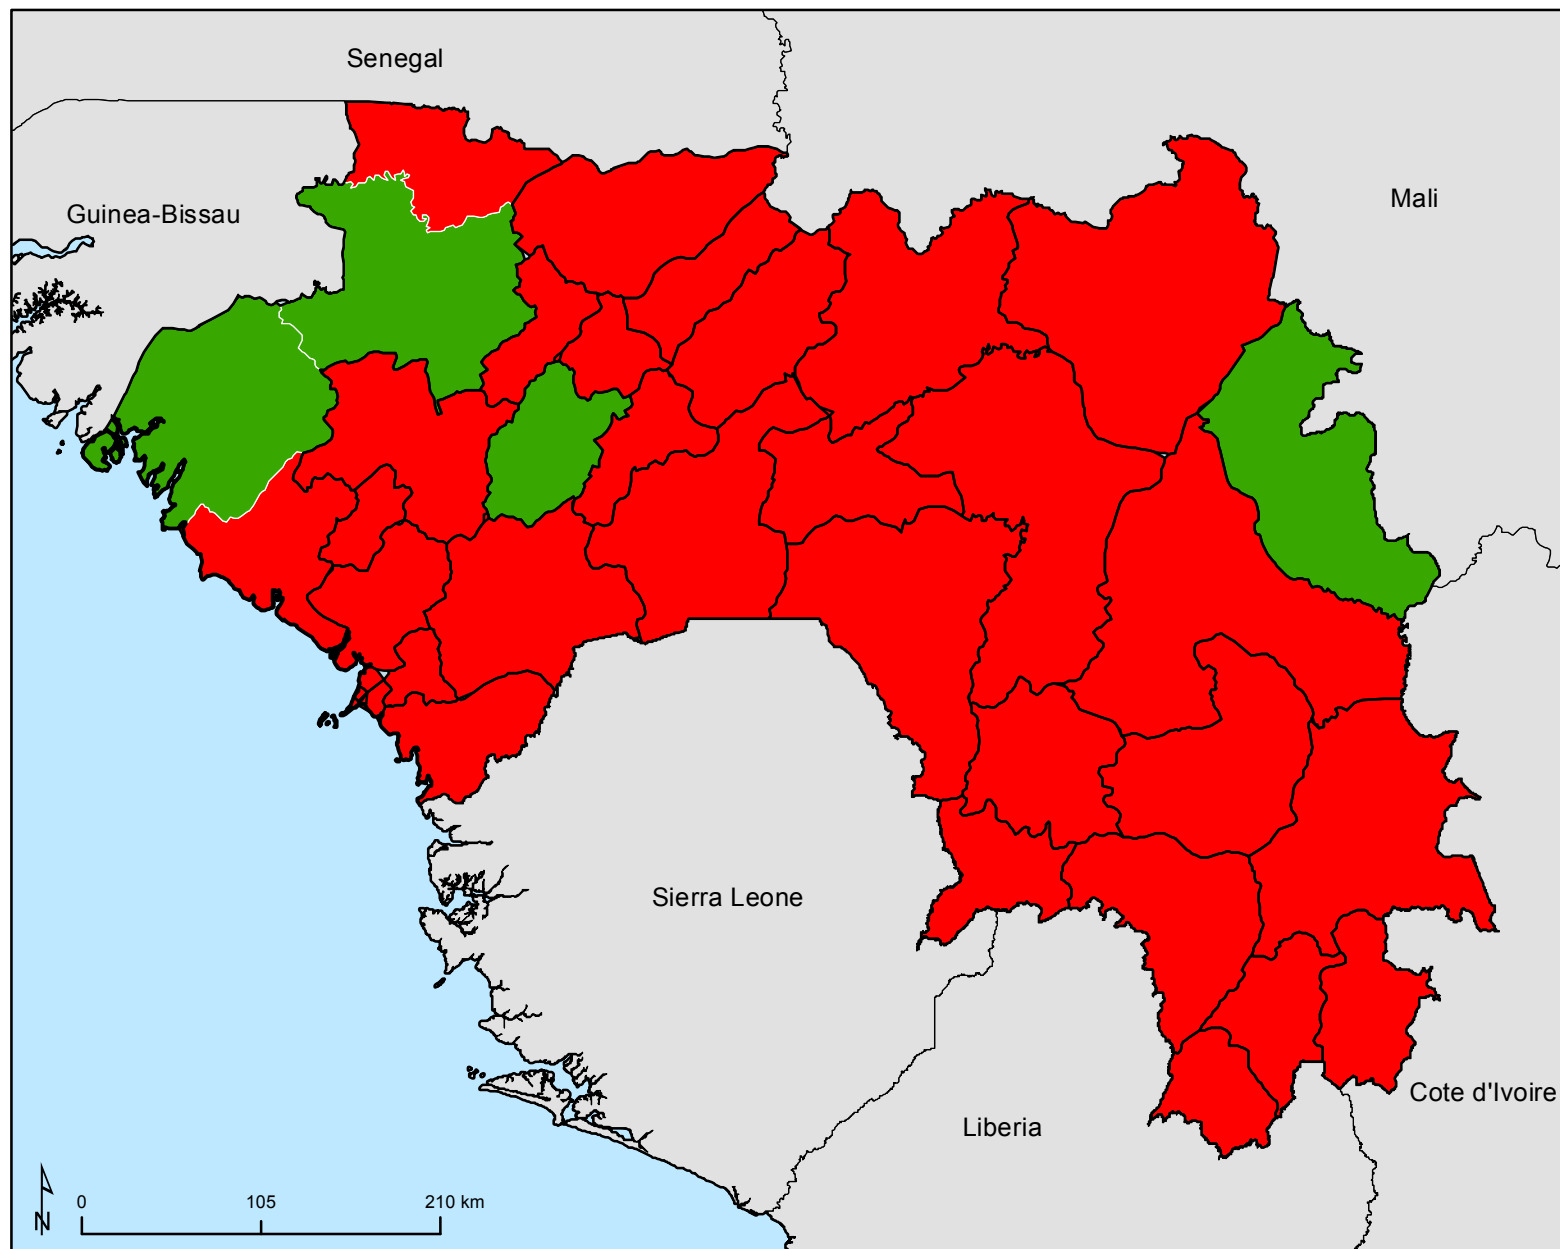 Senegal
Mali
Guinea-Bissau
Sierra Leone
Cote d'Ivoire
Liberia
0 105 210 km
N